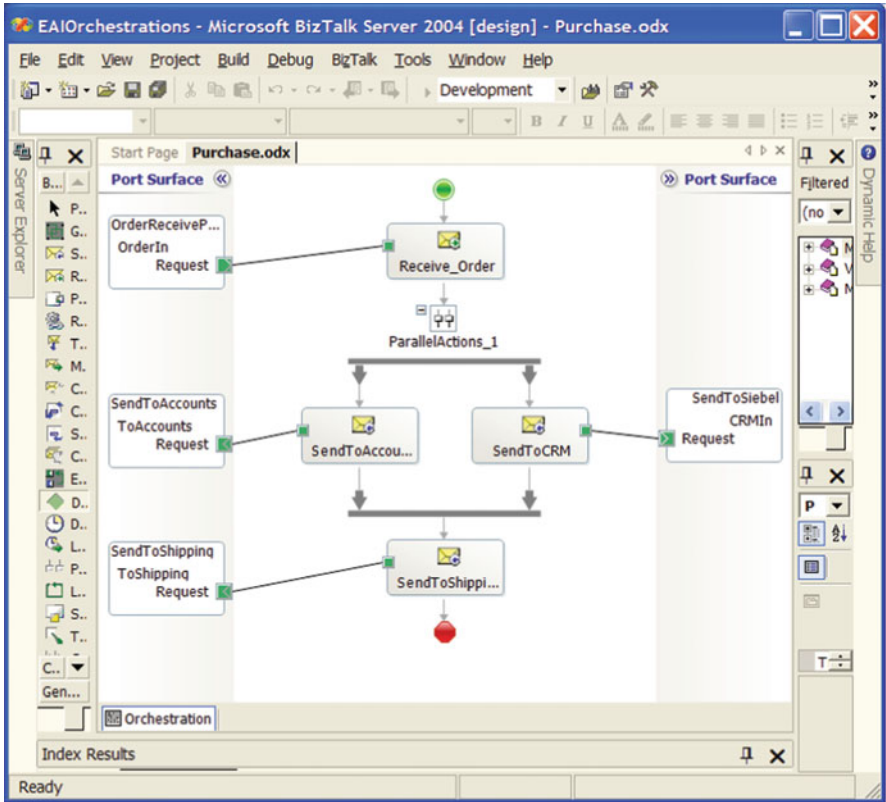 EAIOrchestrations - Microsoft BizTalk Server 2004 [design] - Purchase.odx
File Edit View Project Build Debug BizTalk Tools Window Help
Development
B I U
Start Page Purchase.odx
Server Explorer
B...
P..
G..
S..
R..
P..
R..
T..
M.
C..
C..
S..
C..
E..
D..
D..
L..
P..
L..
S..
T..
C..
Gen...
Port Surface
Port Surface
OrderReceiveP...
OrderIn
Request
Receive_Order
ParallelActions_1
SendToAccounts
ToAccounts
Request
SendToAccou...
SendToCRM
SendToSiebel
CRMIn
Request
SendToShipping
ToShipping
Request
SendToShippi...
Orchestration
Filtered
(no
M
V
M
Dynamic Help
P
T
Index Results
Ready